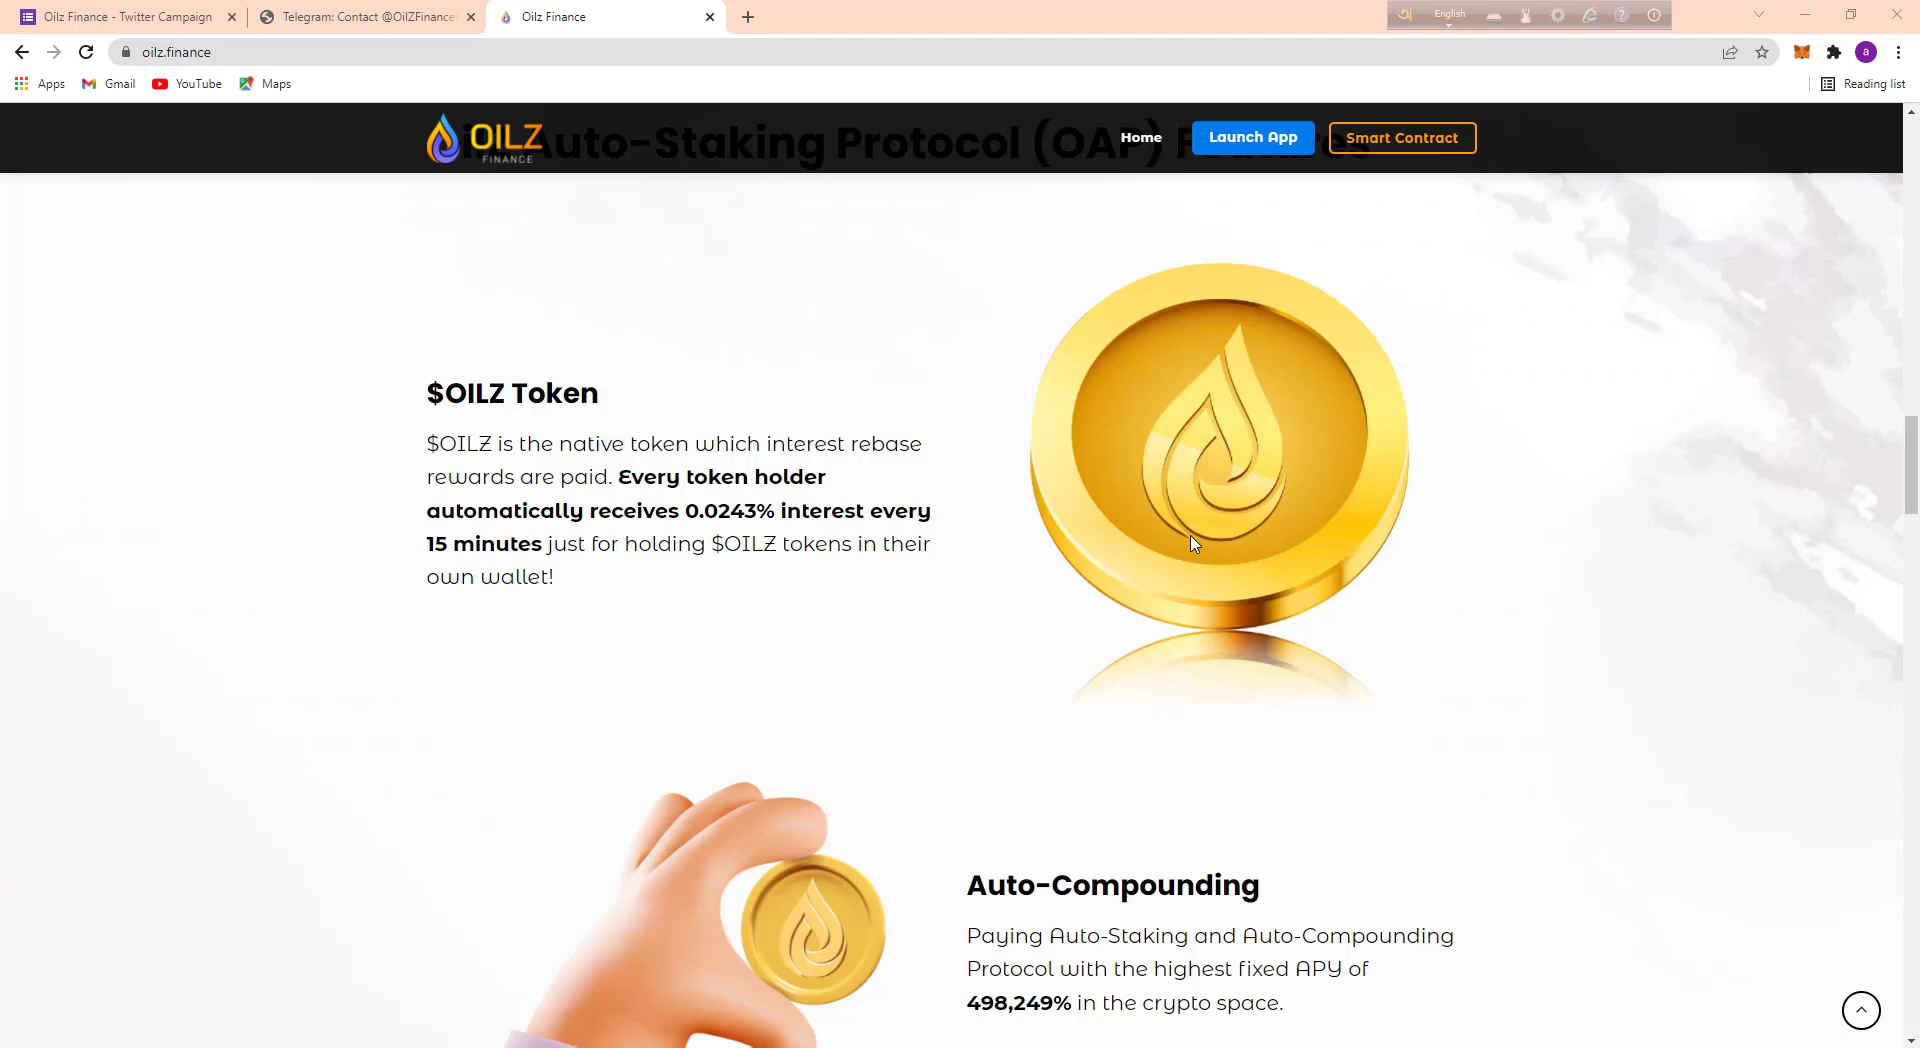 Oilz Finance - Twitter Campaign
Telegram: Contact @OilZFinance
Oilz Finance
English
oilz.finance
Apps
Gmail
YouTube
Maps
Reading list
OILZ
FINANCE
Auto-Staking Protocol (OAP) Features
Home
Launch App
Smart Contract
$OILZ Token
$OILZ is the native token which interest rebase
rewards are paid. Every token holder
automatically receives 0.0243% interest every
15 minutes just for holding $OILZ tokens in their
own wallet!
Auto-Compounding
Paying Auto-Staking and Auto-Compounding
Protocol with the highest fixed APY of
498,249% in the crypto space.